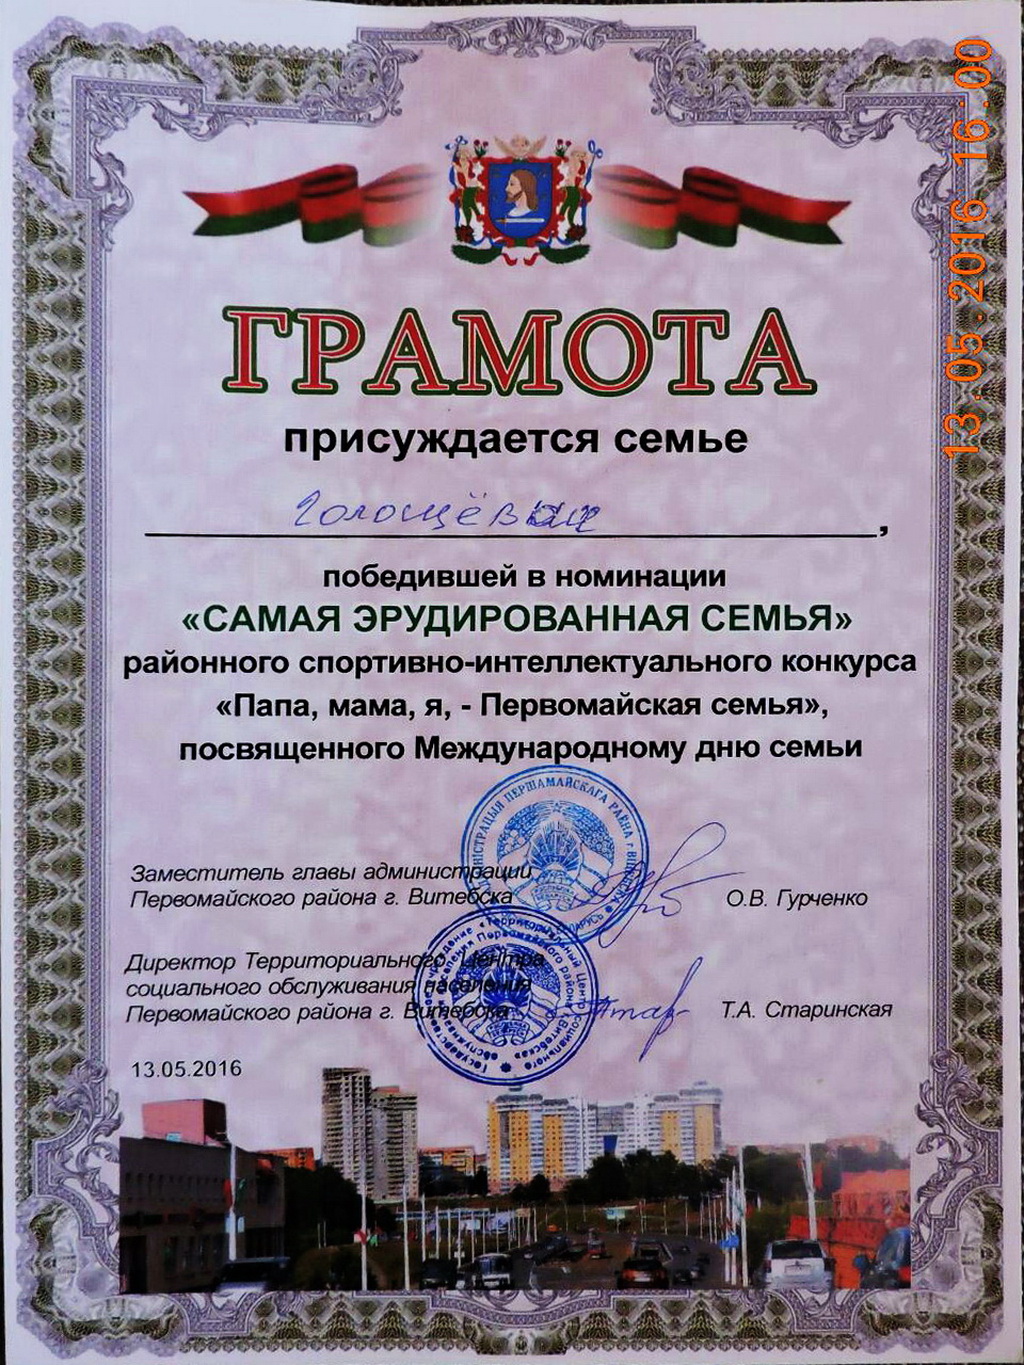 13.05.2016 16:00
ГРАМОТА
присуждается семье
Голощёвых,
победившей в номинации
«САМАЯ ЭРУДИРОВАННАЯ СЕМЬЯ»
районного спортивно-интеллектуального конкурса
«Папа, мама, я, - Первомайская семья»,
посвященного Международному дню семьи
Заместитель главы администрации
Первомайского района г. Витебска
О.В. Гурченко
Директор Территориального Центра
социального обслуживания населения
Первомайского района г. Витебска
Т.А. Старинская
13.05.2016